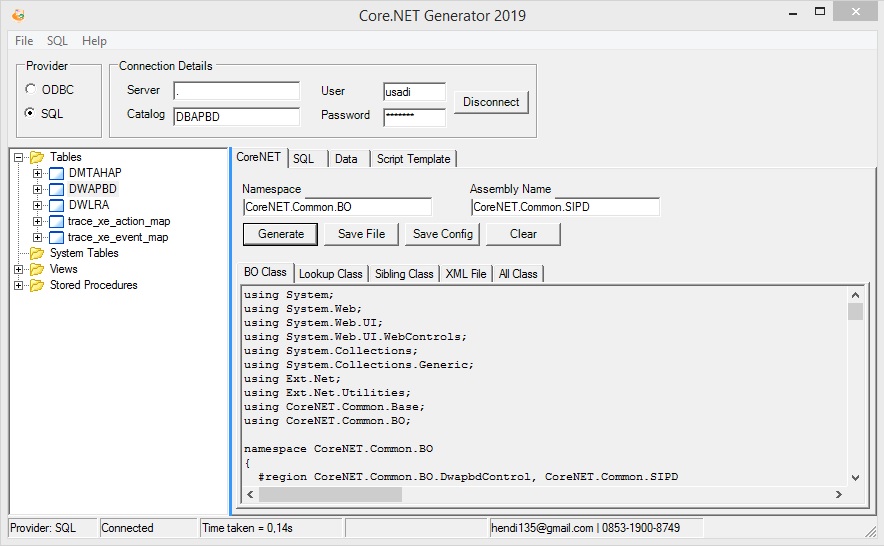 Core.NET Generator 2019
File SQL Help
Provider
ODBC
SQL
Connection Details
Server .
Catalog DBAPBD
User usadi
Password *******
Disconnect
Tables
DMTAHAP
DWAPBD
DWLRA
trace_xe_action_map
trace_xe_event_map
System Tables
Views
Stored Procedures
CoreNET SQL Data Script Template
Namespace Assembly Name
CoreNET.Common.BO CoreNET.Common.SIPD
Generate Save File Save Config Clear
BO Class Lookup Class Sibling Class XML File All Class
using System;
using System.Web;
using System.Web.UI;
using System.Web.UI.WebControls;
using System.Collections;
using System.Collections.Generic;
using Ext.Net;
using Ext.Net.Utilities;
using CoreNET.Common.Base;
using CoreNET.Common.BO;
namespace CoreNET.Common.BO
{
#region CoreNET.Common.BO.DwapbdControl, CoreNET.Common.SIPD
Provider: SQL Connected Time taken = 0,14s hendi135@gmail.com | 0853-1900-8749